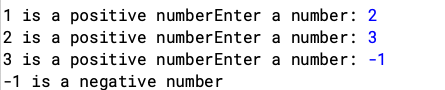 1 is a positive numberEnter a number: 2
2 is a positive numberEnter a number: 3
3 is a positive numberEnter a number: -1
-1 is a negative number